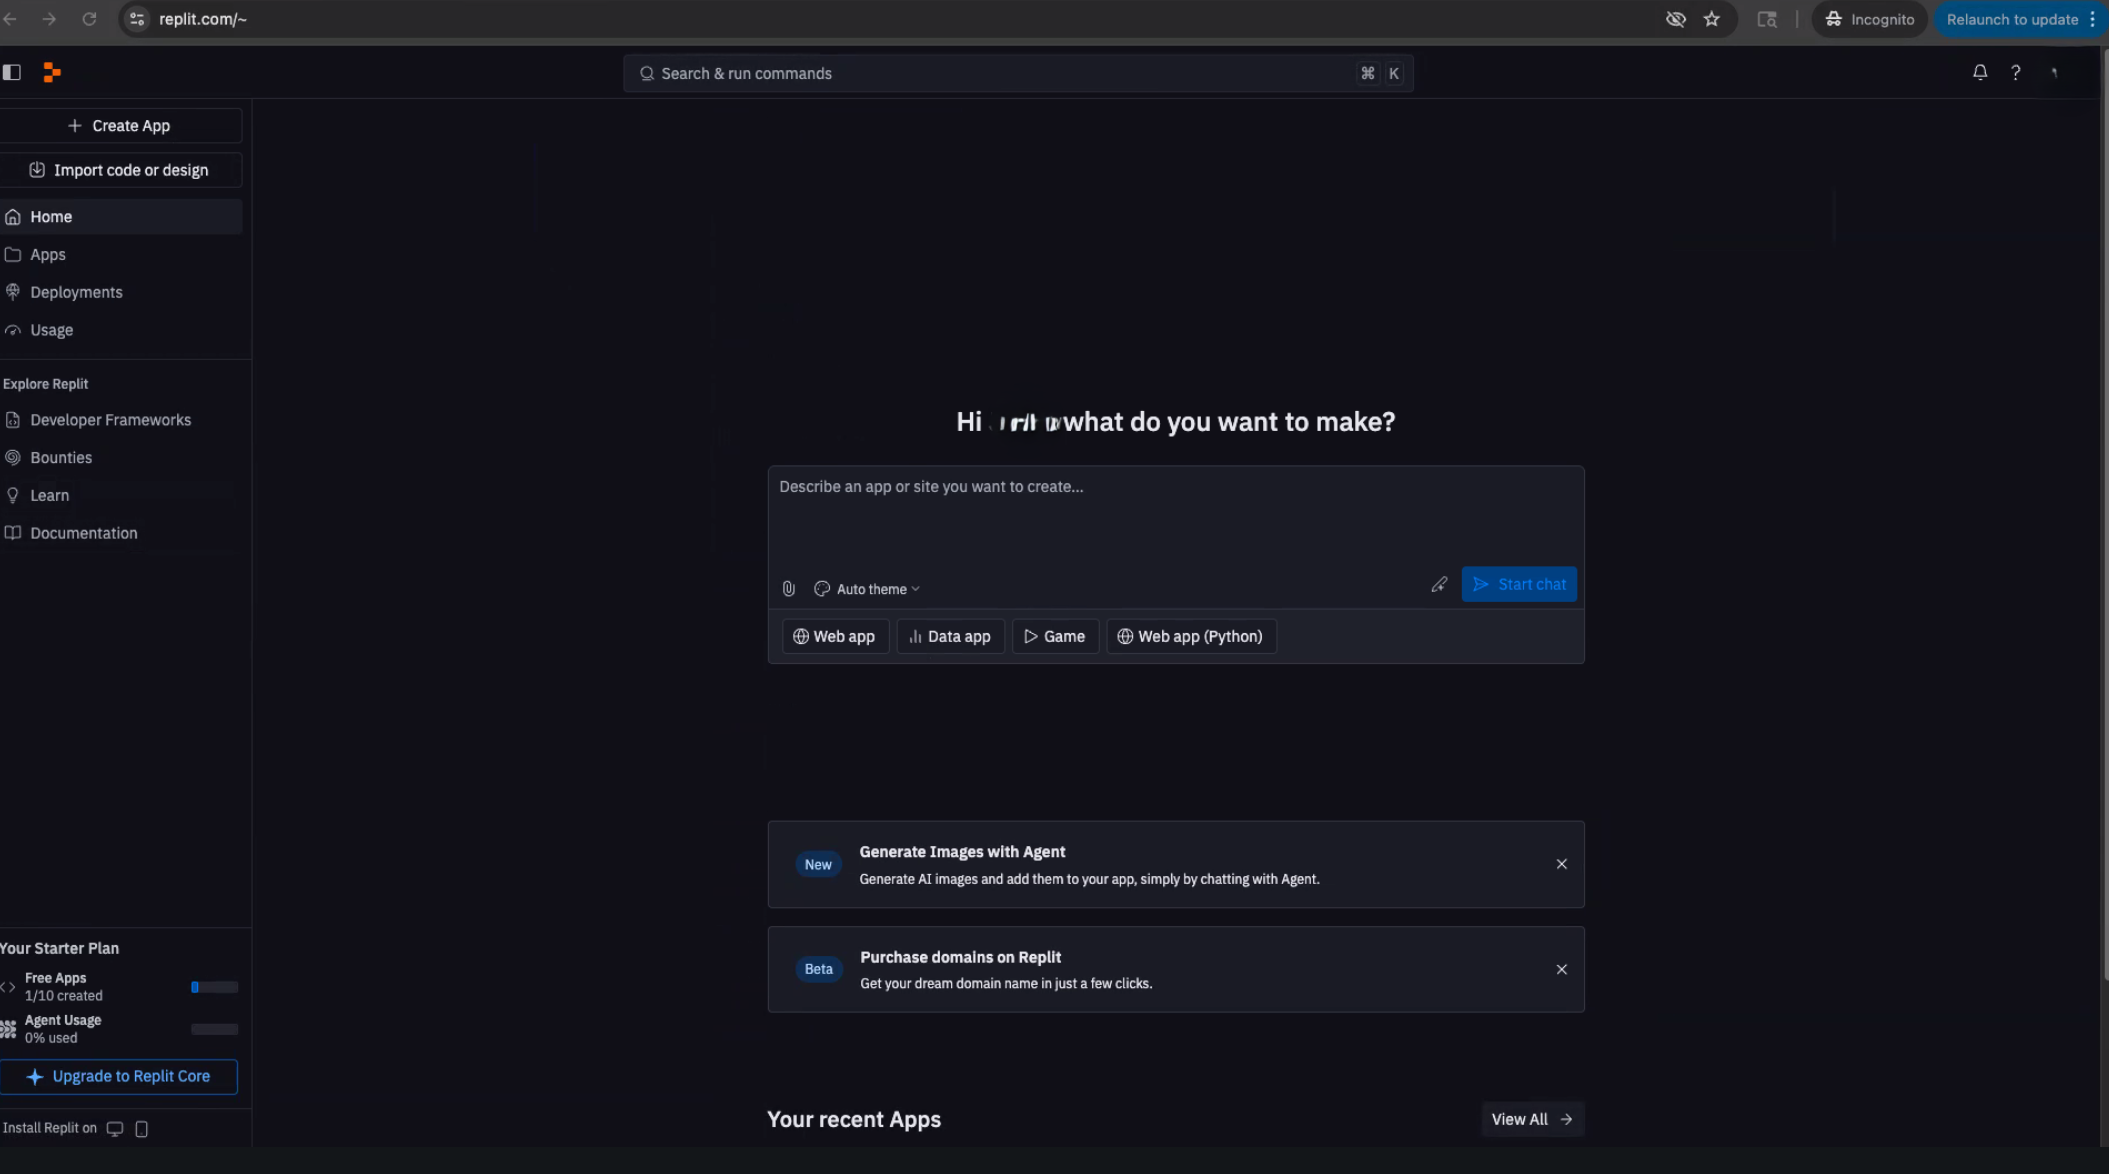 replit.com/~
Incognito
Relaunch to update
Search & run commands
⌘ K
Create App
Import code or design
Home
Apps
Deployments
Usage
Explore Replit
Developer Frameworks
Bounties
Learn
Documentation
Hi what do you want to make?
Describe an app or site you want to create...
Auto theme
Start chat
Web app
Data app
Game
Web app (Python)
New
Generate Images with Agent
Generate AI images and add them to your app, simply by chatting with Agent.
Beta
Purchase domains on Replit
Get your dream domain name in just a few clicks.
Your Starter Plan
Free Apps
1/10 created
Agent Usage
0% used
Upgrade to Replit Core
Install Replit on
Your recent Apps
View All